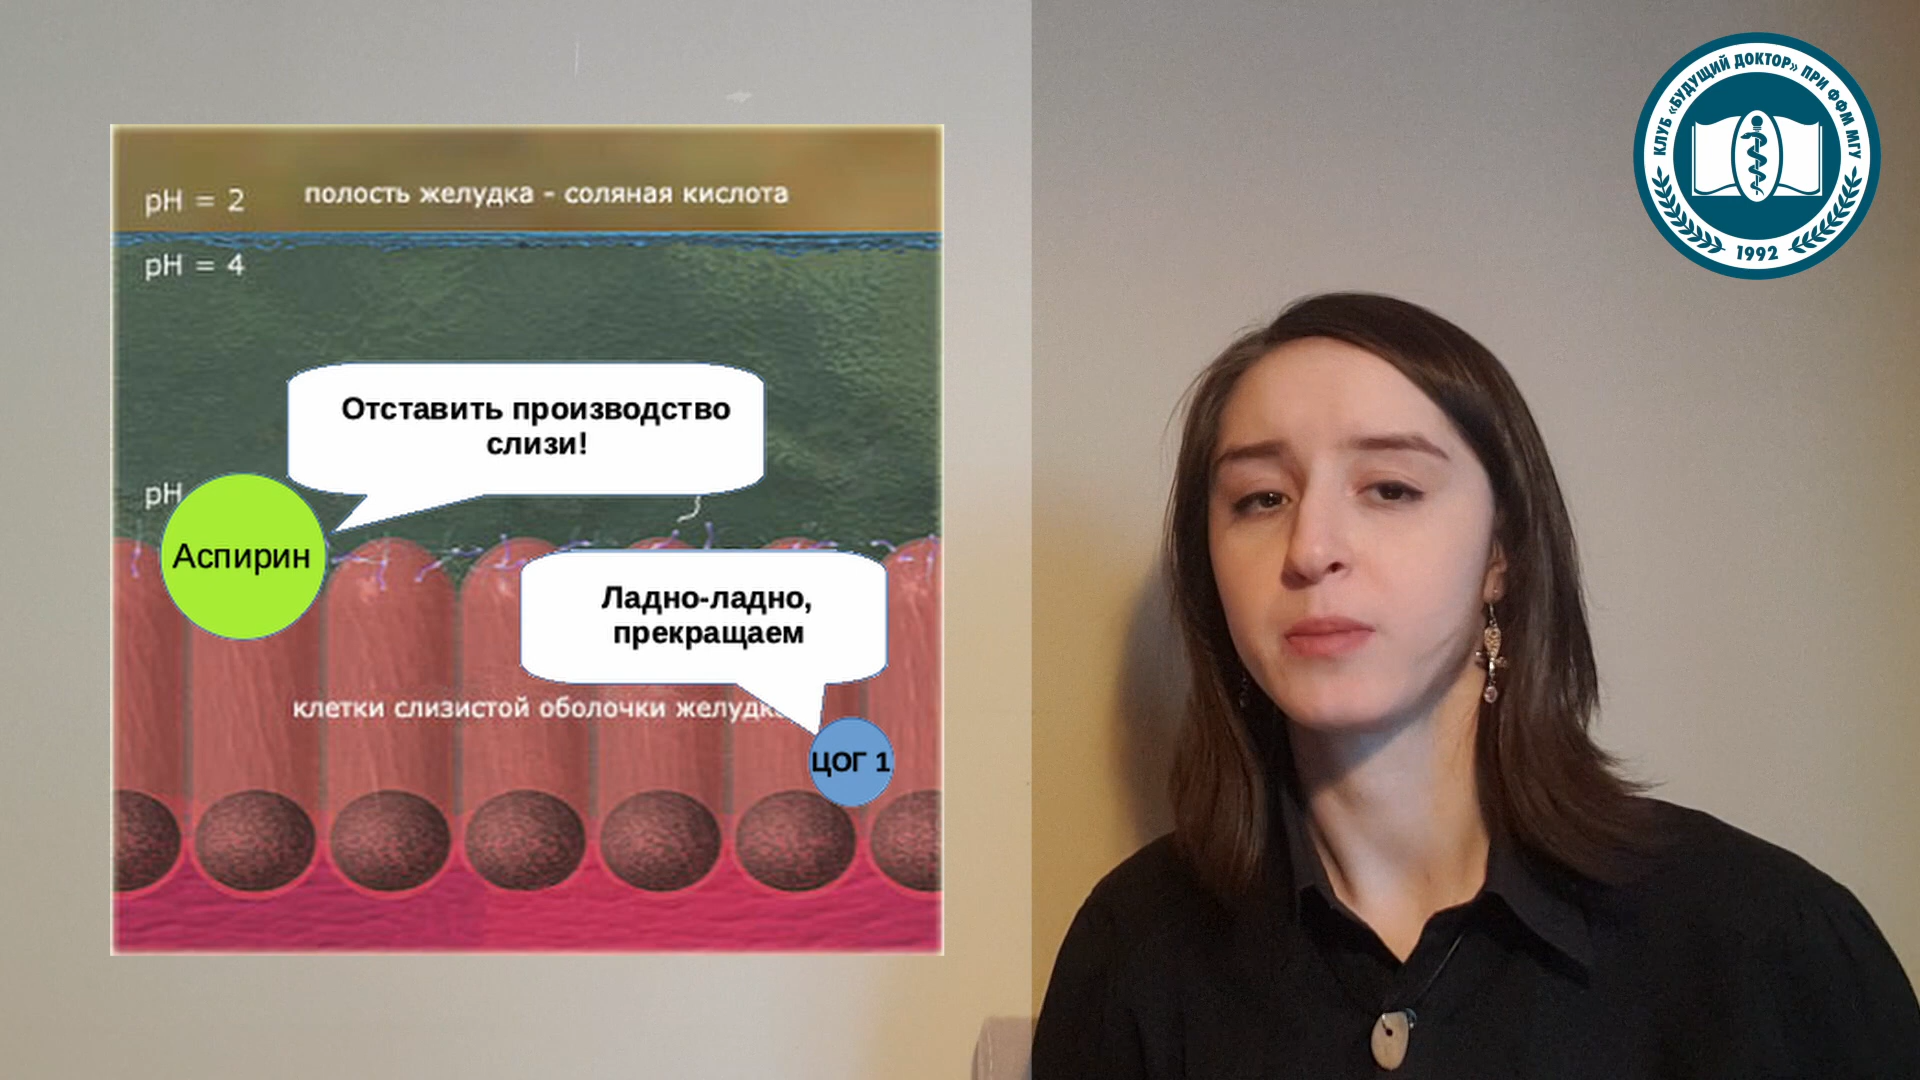 pH = 2
полость желудка - соляная кислота
pH = 4
Отставить производство
слизи!
pH
Аспирин
Ладно-ладно,
прекращаем
клетки слизистой оболочки
ЦОГ 1
КЛУБ «БУДУЩИЙ ДОКТОР» ПРИ ФФМ МГУ
1992